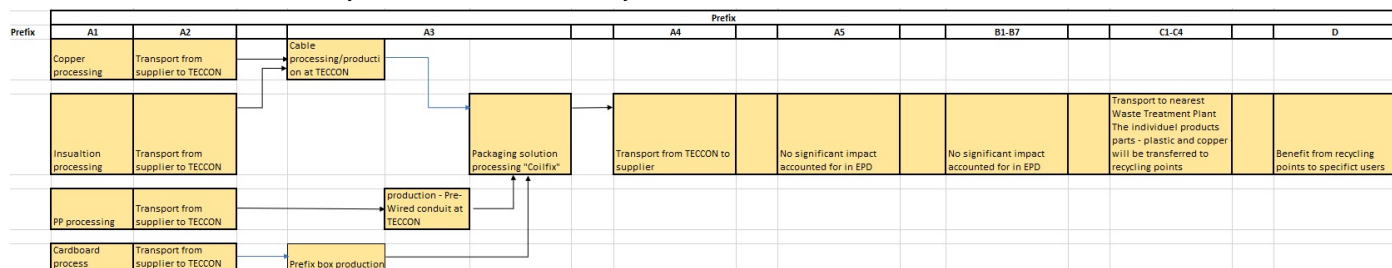 Prefix
Prefix A1 A2 A3 A4 A5 B1-B7 C1-C4 D
Copper
processing
Transport from
supplier to TECCON
Cable
processing/producti
on at TECCON
Insualtion
processing
Transport from
supplier to TECCON
Packaging solution
processing "Coilfix"
Transport from TECCON to
supplier
No significant impact
accounted for in EPD
No significant impact
accounted for in EPD
Transport to nearest
Waste Treatment Plant
The individuel products
parts - plastic and copper
will be transferred to
recycling points
Benefit from recycling
points to specifict users
PP processing
Transport from
supplier to TECCON
production - Pre-
Wired conduit at
TECCON
Cardboard
process
Transport from
supplier to TECCON
Prefix box production